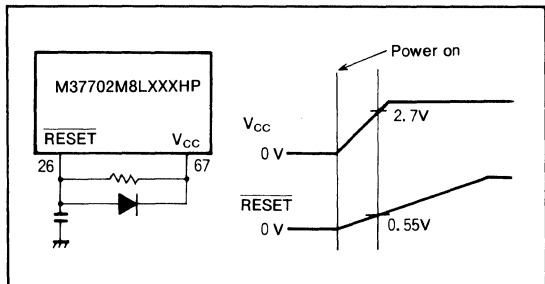 Power on
M37702M8LXXXHP
RESET VCC
26 67
VCC
2.7V
0 V
RESET
0 V
0.55V